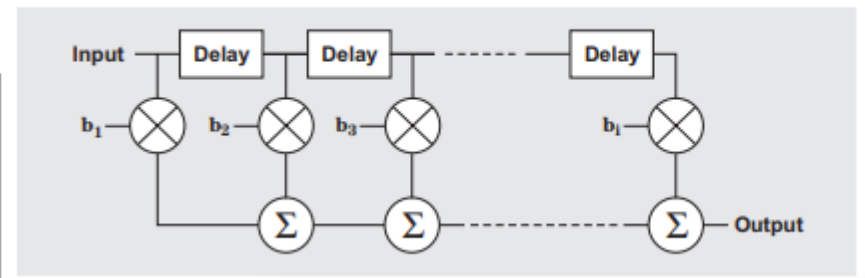 Input Delay Delay Delay
b1 b2 b3 bi
Σ Σ Σ Output